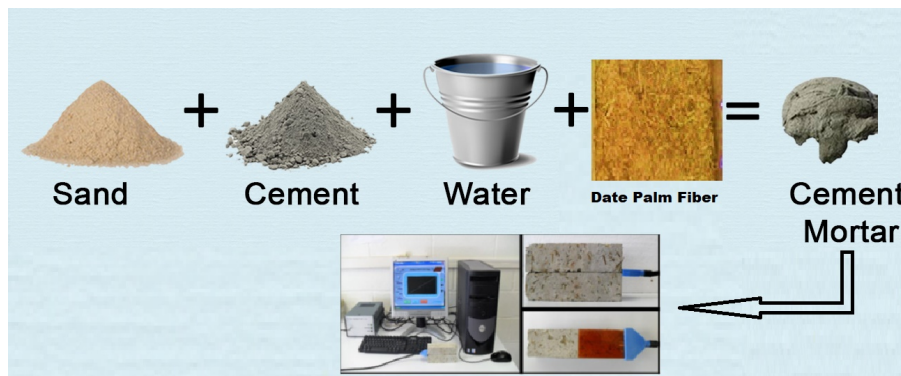 + + + =
Sand Cement Water Date Palm Fiber Cement
Mortar